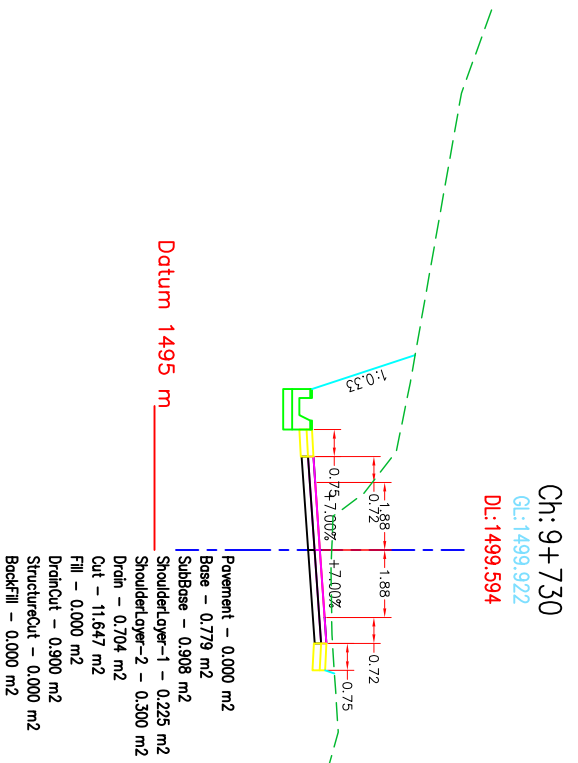 Ch: 9+730
GL:1499.922
DL:1499.594
1:0.33
0.75
0.72
1.88
1.88
0.72
0.75
+7.00%
+7.00%
Datum 1495 m
Pavement - 0.000 m2
Base - 0.779 m2
SubBase - 0.908 m2
ShoulderLayer-1 - 0.225 m2
ShoulderLayer-2 - 0.300 m2
Drain - 0.704 m2
Cut - 11.647 m2
Fill - 0.000 m2
DrainCut - 0.900 m2
StructureCut - 0.000 m2
BackFill - 0.000 m2